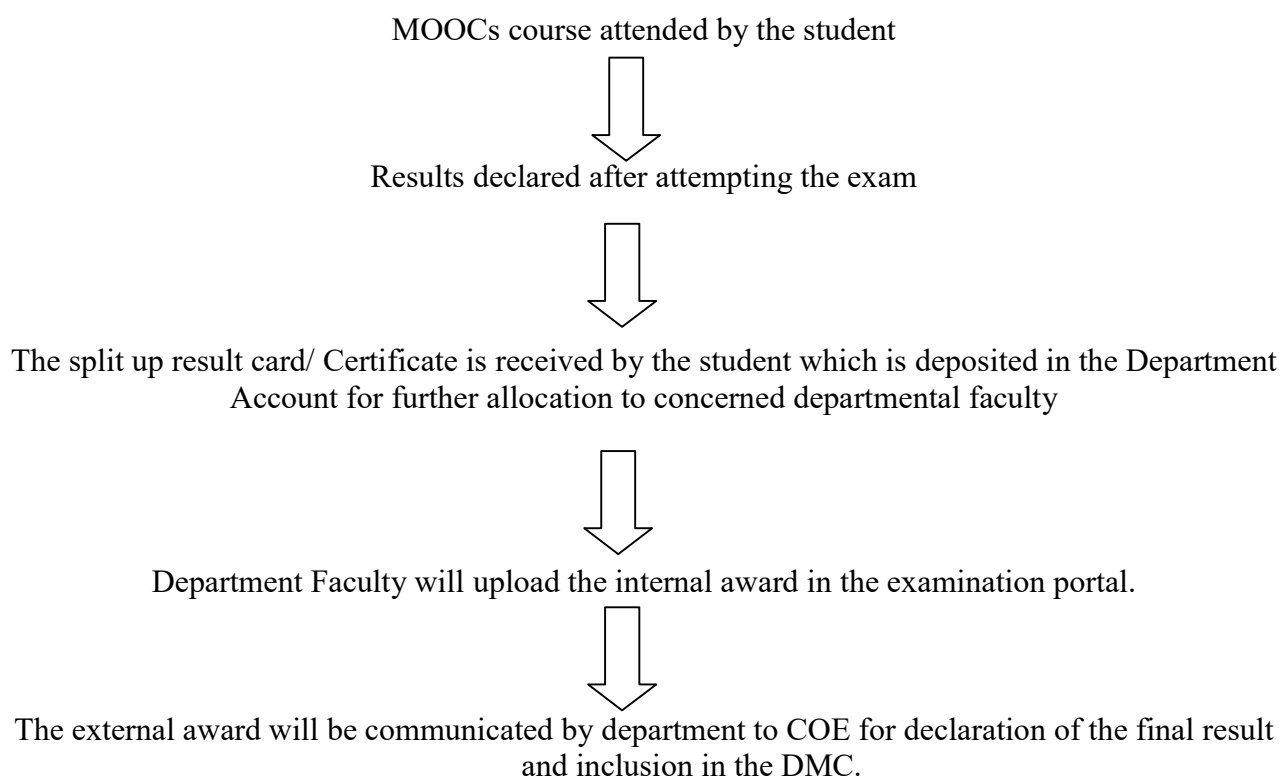 MOOCs course attended by the student
Results declared after attempting the exam
The split up result card/ Certificate is received by the student which is deposited in the Department
Account for further allocation to concerned departmental faculty
Department Faculty will upload the internal award in the examination portal.
The external award will be communicated by department to COE for declaration of the final result
and inclusion in the DMC.